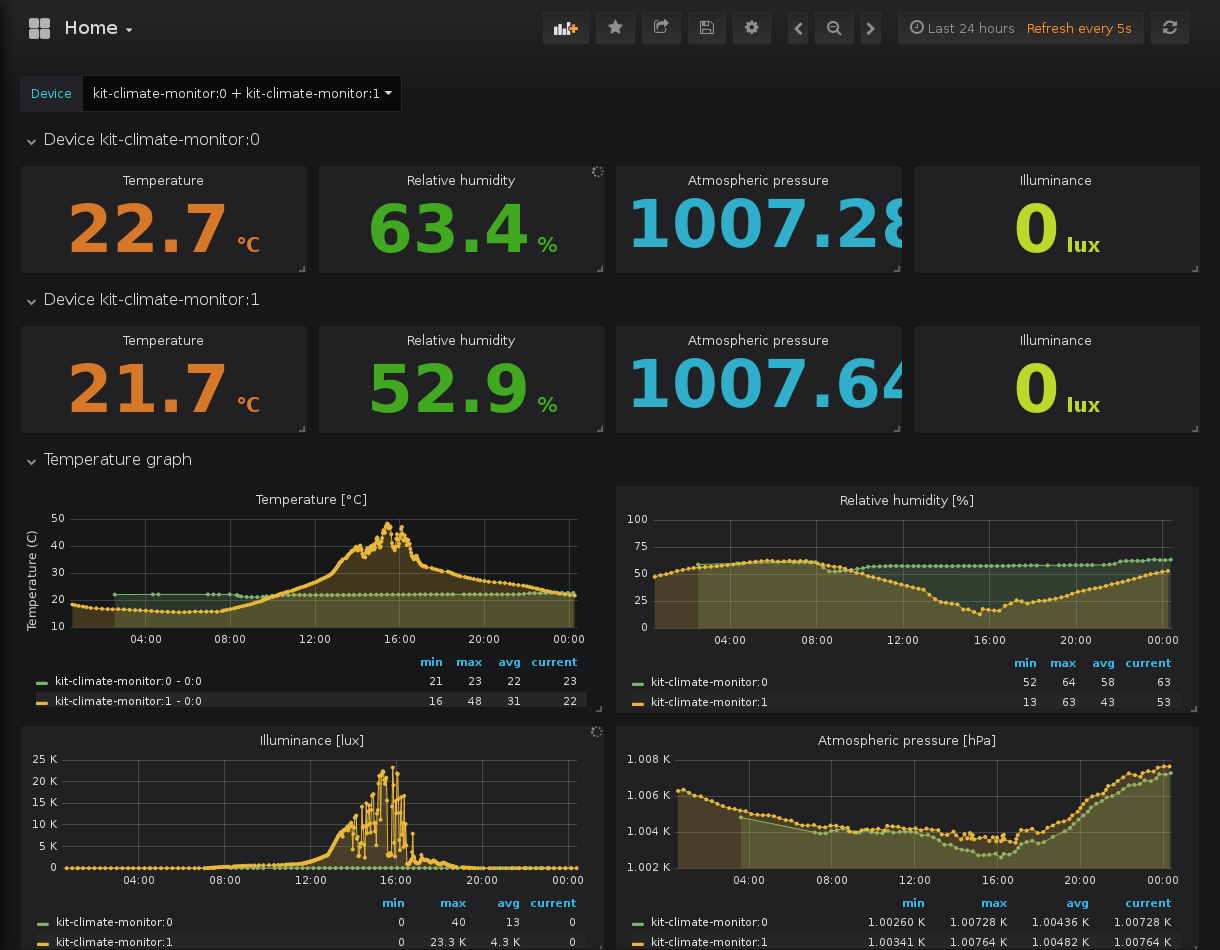 Home
Last 24 hours Refresh every 5s
Device kit-climate-monitor:0 + kit-climate-monitor:1
Device kit-climate-monitor:0
Temperature Relative humidity Atmospheric pressure Illuminance
22.7 °C 63.4 % 1007.28 0 lux
Device kit-climate-monitor:1
Temperature Relative humidity Atmospheric pressure Illuminance
21.7 °C 52.9 % 1007.64 0 lux
Temperature graph
Temperature [°C]
Temperature (C)
50
40
30
20
10
04:00 08:00 12:00 16:00 20:00 00:00
min max avg current
kit-climate-monitor:0 - 0:0 21 23 22 23
kit-climate-monitor:1 - 0:0 16 48 31 22
Relative humidity [%]
100
75
50
25
0
04:00 08:00 12:00 16:00 20:00 00:00
min max avg current
kit-climate-monitor:0 52 64 58 63
kit-climate-monitor:1 13 63 43 53
Illuminance [lux]
25 K
20 K
15 K
10 K
5 K
0
04:00 08:00 12:00 16:00 20:00 00:00
min max avg current
kit-climate-monitor:0 0 40 13 0
kit-climate-monitor:1 0 23.3 K 4.3 K 0
Atmospheric pressure [hPa]
1.008 K
1.006 K
1.004 K
1.002 K
04:00 08:00 12:00 16:00 20:00 00:00
min max avg current
kit-climate-monitor:0 1.00260 K 1.00728 K 1.00436 K 1.00728 K
kit-climate-monitor:1 1.00341 K 1.00764 K 1.00482 K 1.00764 K